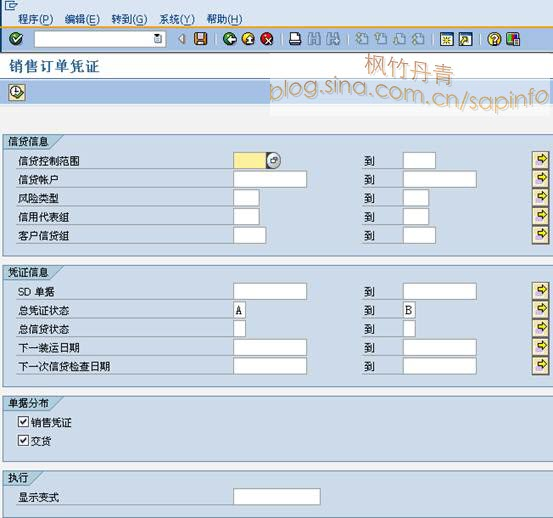 程序(P) 编辑(E) 转到(G) 系统(Y) 帮助(H)
销售订单凭证
枫竹丹青
blog.sina.com.cn/sapinfo
信贷信息
信贷控制范围 到
信贷帐户 到
风险类型 到
信用代表组 到
客户信贷组 到
凭证信息
SD 单据 到
总凭证状态 A 到 B
总信贷状态 到
下一装运日期 到
下一次信贷检查日期 到
单据分布
销售凭证
交货
执行
显示变式